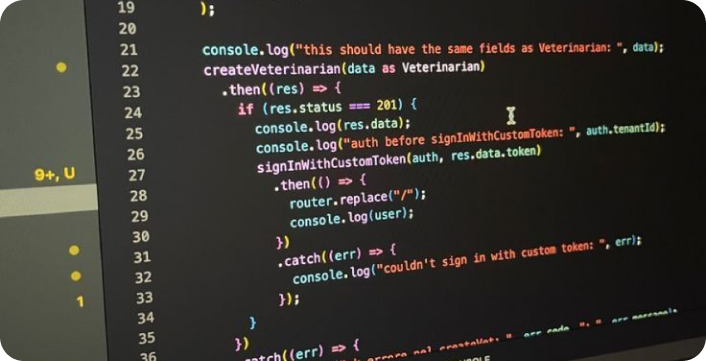 19 );
20
21 console.log("this should have the same fields as Veterinarian: ", data);
22 createVeterinarian(data as Veterinarian)
23 .then((res) => {
24 if (res.status === 201) {
25 console.log(res.data);
26 console.log("auth before signInWithCustomToken: ", auth.tenantId);
27 signInWithCustomToken(auth, res.data.token)
28 .then(() => {
29 router.replace("/");
30 console.log(user);
31 })
32 .catch((err) => {
33 console.log("couldn't sign in with custom token: ", err);
34 });
35 }
36 })
((err) => {
9+, U
1